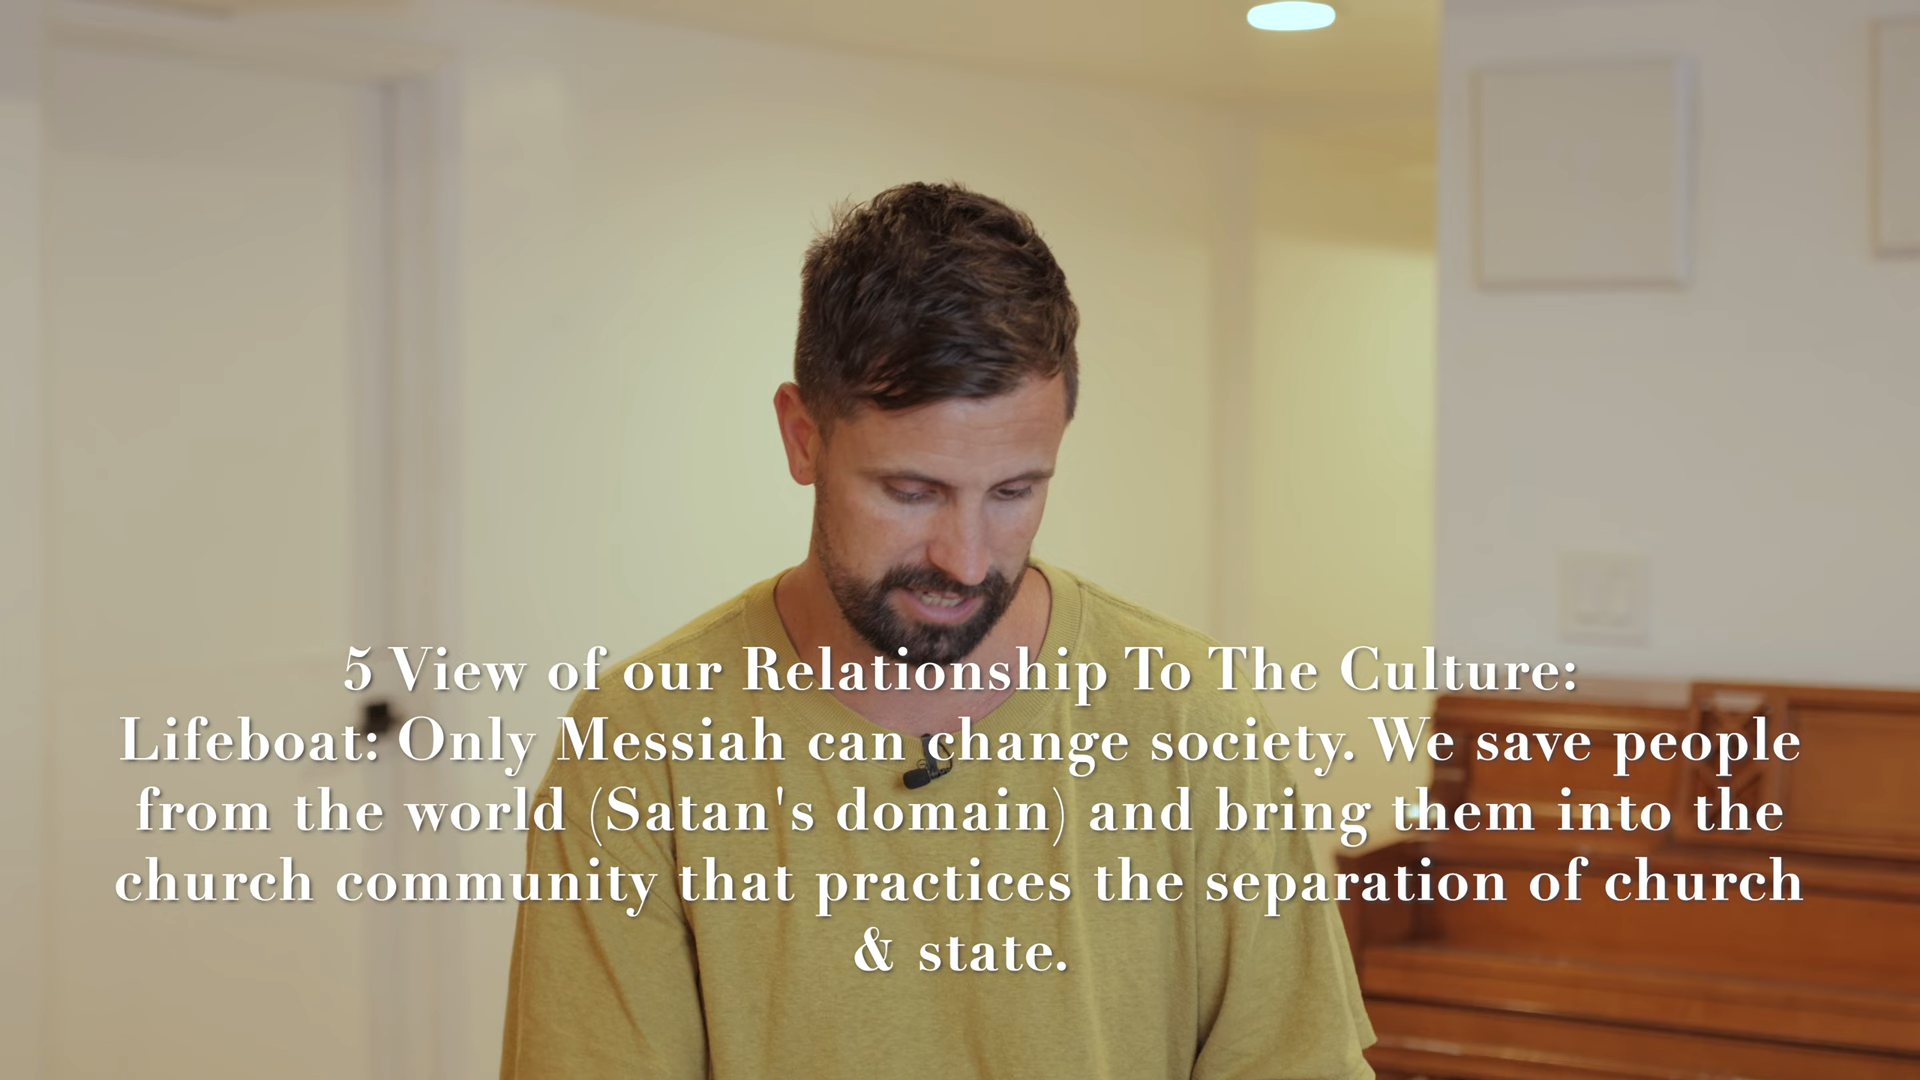 5 View of our Relationship To The Culture:
Lifeboat: Only Messiah can change society. We save people
from the world (Satan's domain) and bring them into the
church community that practices the separation of church
& state.